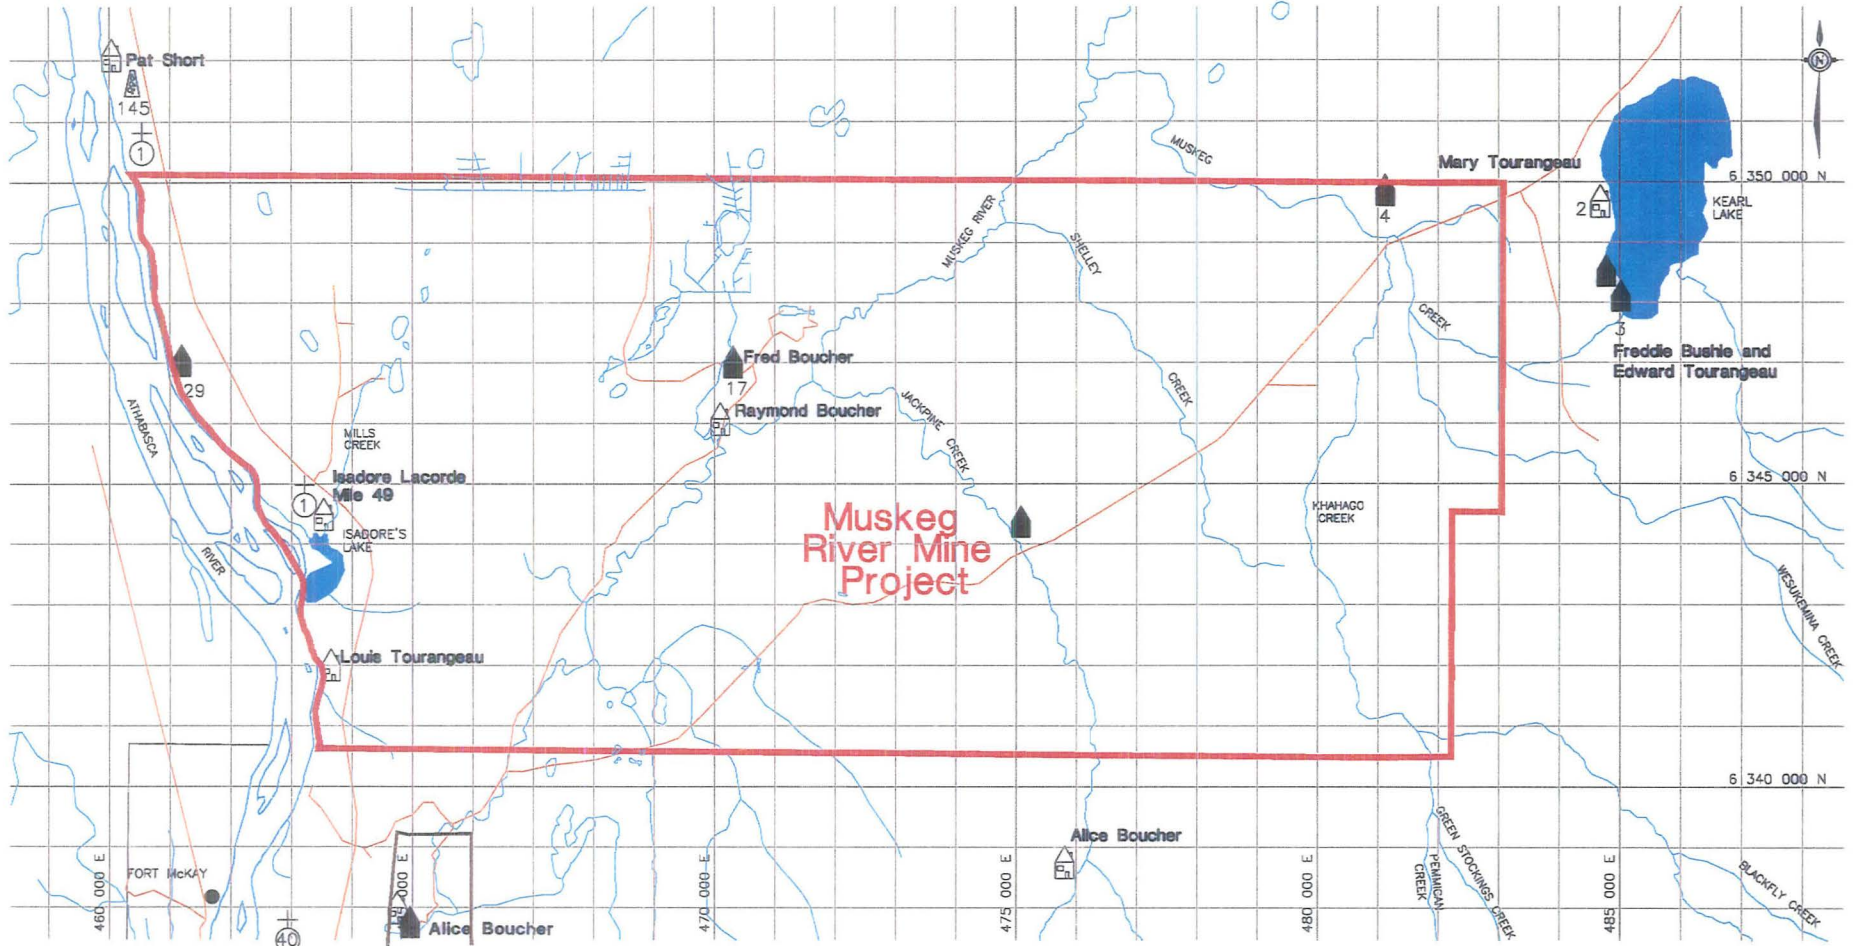 Pat Short
145
1
N
MUSKEG
Mary Tourangeau
6 350 000 N
4
2
KEARL
LAKE
MUSKEG RIVER
SHELLEY
CREEK
3
Freddie Bushie and
Edward Tourangeau
Fred Boucher
17
29
Raymond Boucher
CREEK
JACKPINE CREEK
ATHABASCA
RIVER
MILLS
CREEK
Isadore Lacorde
Mile 49
1
ISADORE'S
LAKE
6 345 000 N
Muskeg
River Mine
Project
KHAHAGO
CREEK
WESUKEMINA CREEK
Louis Tourangeau
6 340 000 N
Alice Boucher
GREEN STOCKINGS CREEK
PEMMICAN
CREEK
BLACKFLY CREEK
FORT McKAY
460 000 E
000 E
470 000 E
475 000 E
480 000 E
485 000 E
40
Alice Boucher